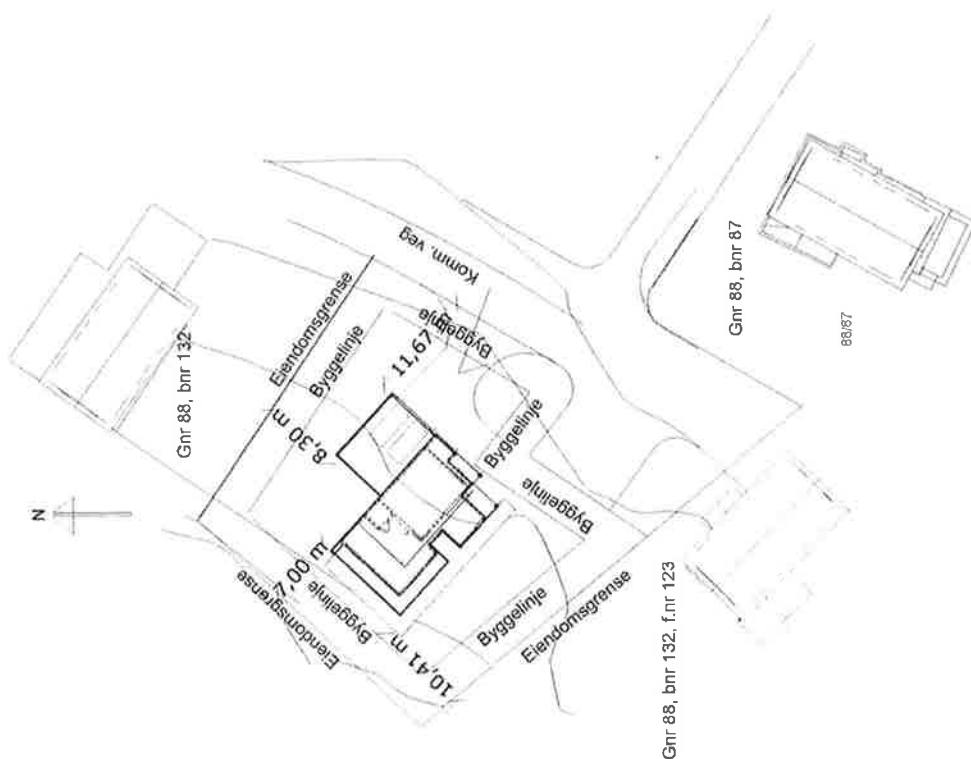 N
Gnr 88, bnr 132
Eiendomsgrense
Byggelinje
Komm. veg
8,30 m
11,67 m
Byggelinje
7,00 m
Eiendomsgrense
Byggelinje
10,41 m
Byggelinje
Byggelinje
Byggelinje
Eiendomsgrense
Gnr 88, bnr 87
88/87
Gnr 88, bnr 132, f.nr 123